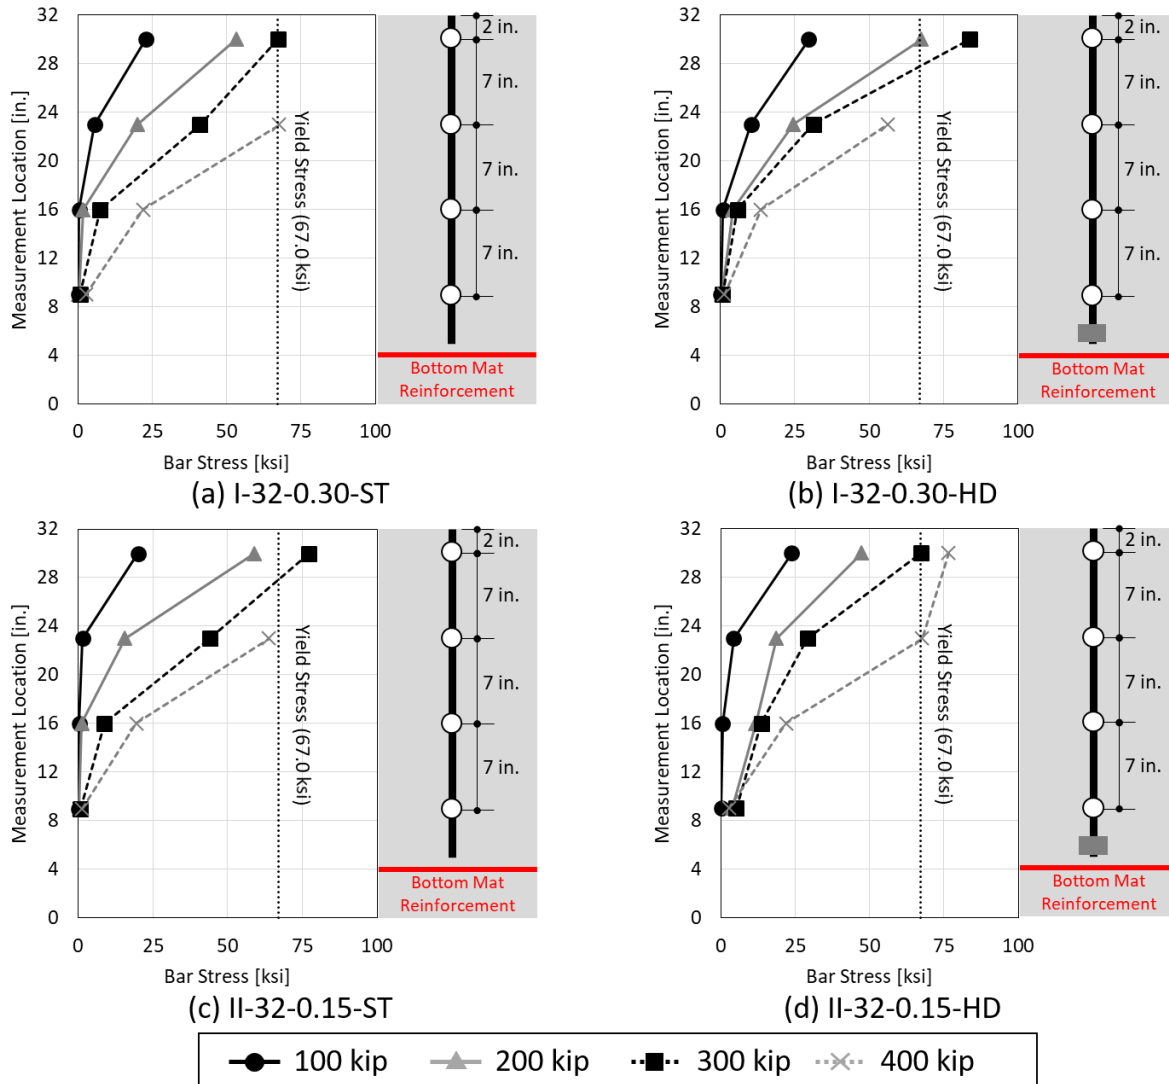 32
28
24
20
16
12
8
4
0
Measurement Location [in.]
0 25 50 75 100
Bar Stress [ksi]
Yield Stress (67.0 ksi)
2 in.
7 in.
7 in.
7 in.
Bottom Mat
Reinforcement
(a) I-32-0.30-ST
32
28
24
20
16
12
8
4
0
Measurement Location [in.]
0 25 50 75 100
Bar Stress [ksi]
Yield Stress (67.0 ksi)
2 in.
7 in.
7 in.
7 in.
Bottom Mat
Reinforcement
(b) I-32-0.30-HD
32
28
24
20
16
12
8
4
0
Measurement Location [in.]
0 25 50 75 100
Bar Stress [ksi]
Yield Stress (67.0 ksi)
2 in.
7 in.
7 in.
7 in.
Bottom Mat
Reinforcement
(c) II-32-0.15-ST
32
28
24
20
16
12
8
4
0
Measurement Location [in.]
0 25 50 75 100
Bar Stress [ksi]
Yield Stress (67.0 ksi)
2 in.
7 in.
7 in.
7 in.
Bottom Mat
Reinforcement
(d) II-32-0.15-HD
100 kip 200 kip 300 kip 400 kip